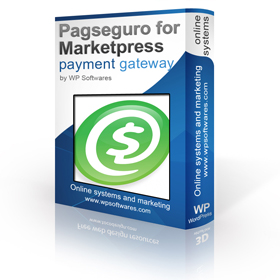 Pagseguro for
Marketpress
payment gateway
by WP Softwares
$
Online systems and marketing
www.wpsoftwares.com
online
systems
Online systems and marketing
www.wpsoftwares.com
WP
WordPress